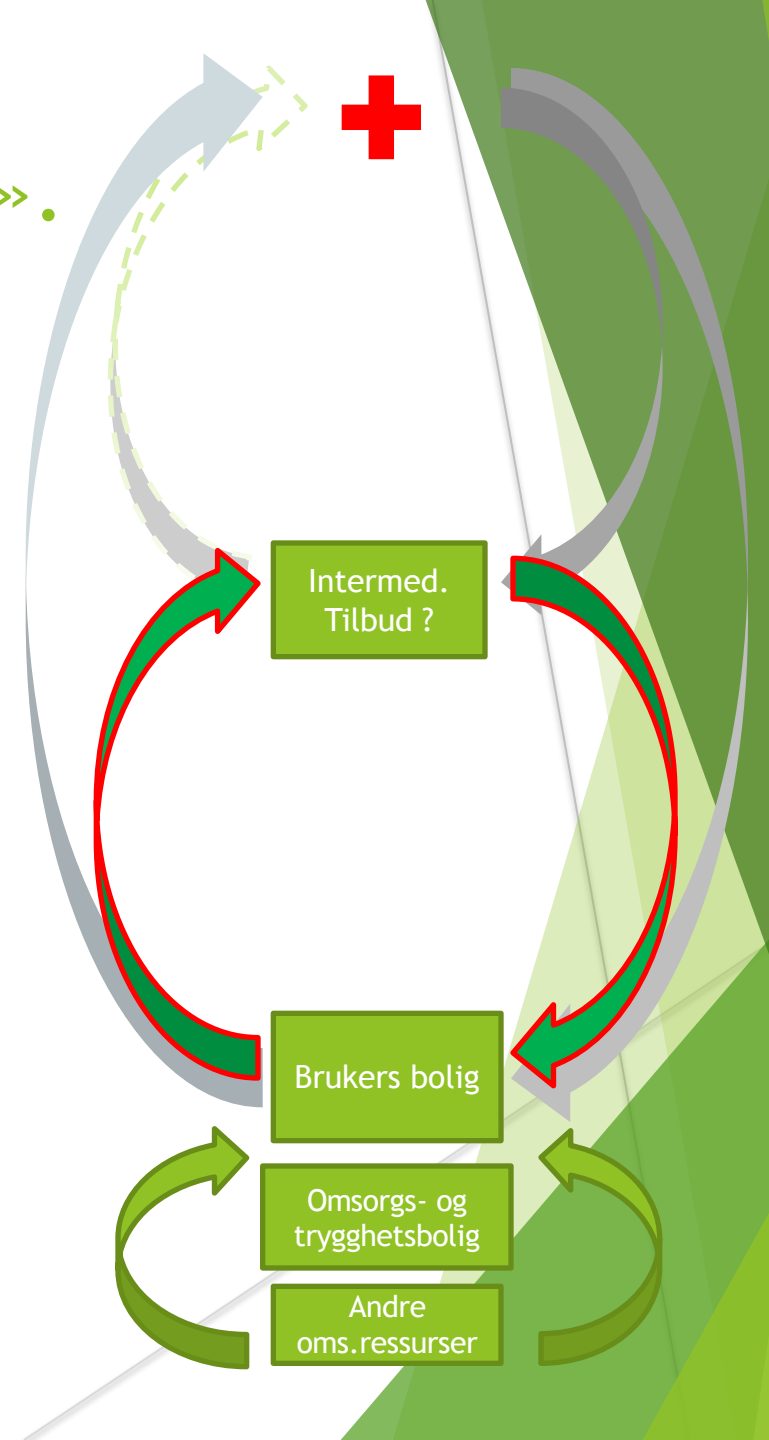 ».
Intermed.
Tilbud ?
Brukers bolig
Omsorgs- og
trygghetsbolig
Andre
oms.ressurser